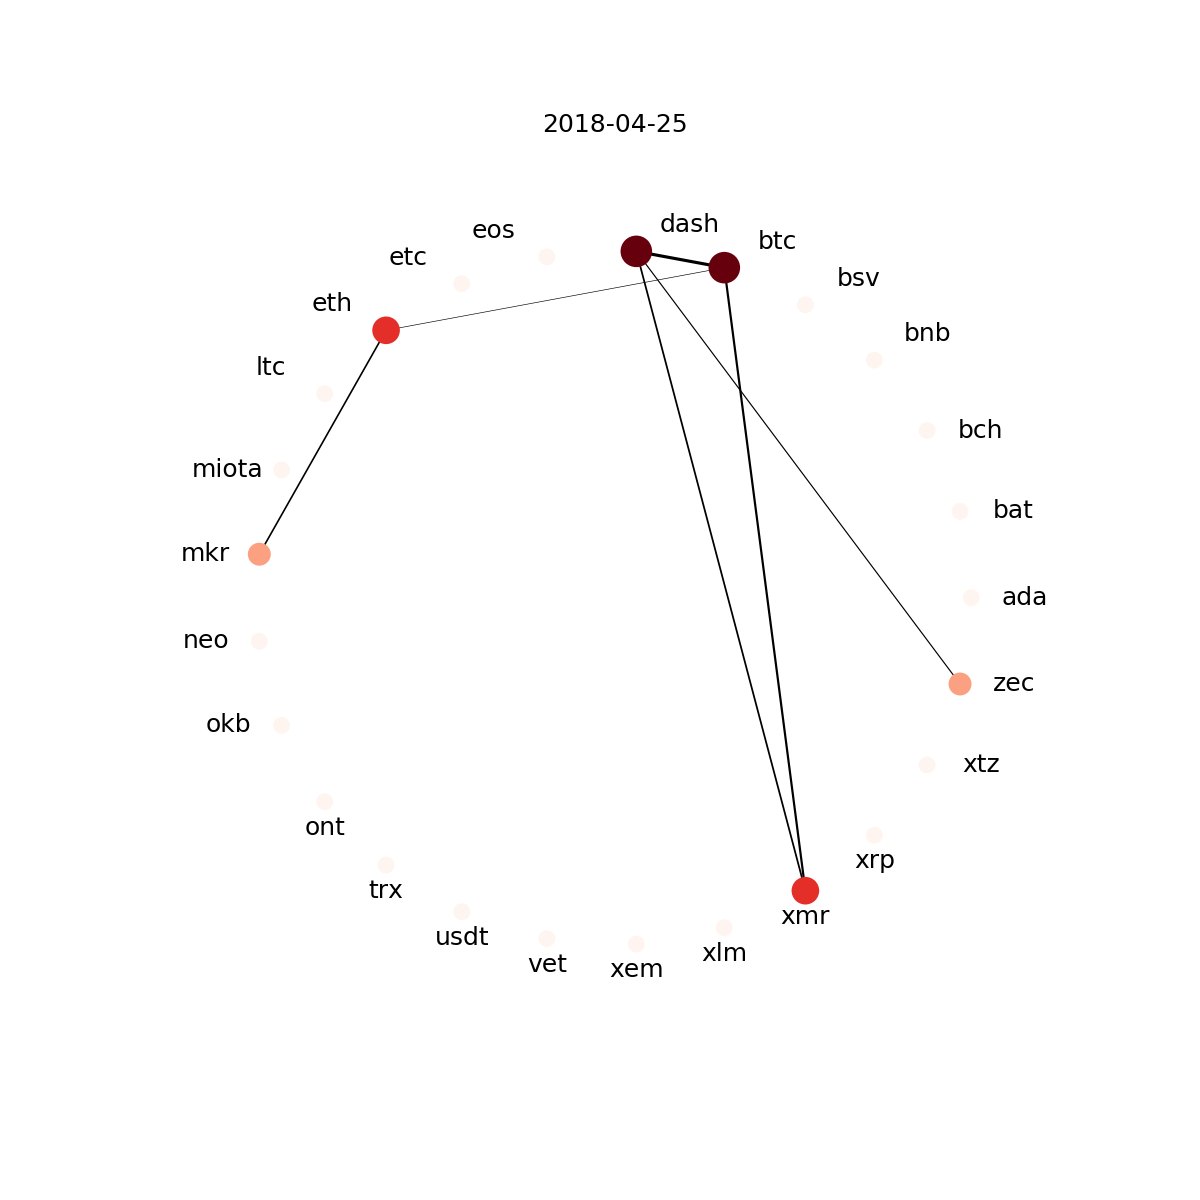 2018-04-25
dash
eos
btc
etc
bsv
eth
bnb
ltc
bch
miota
bat
mkr
ada
neo
zec
okb
xtz
ont
xrp
trx
xmr
usdt
xlm
vet
xem